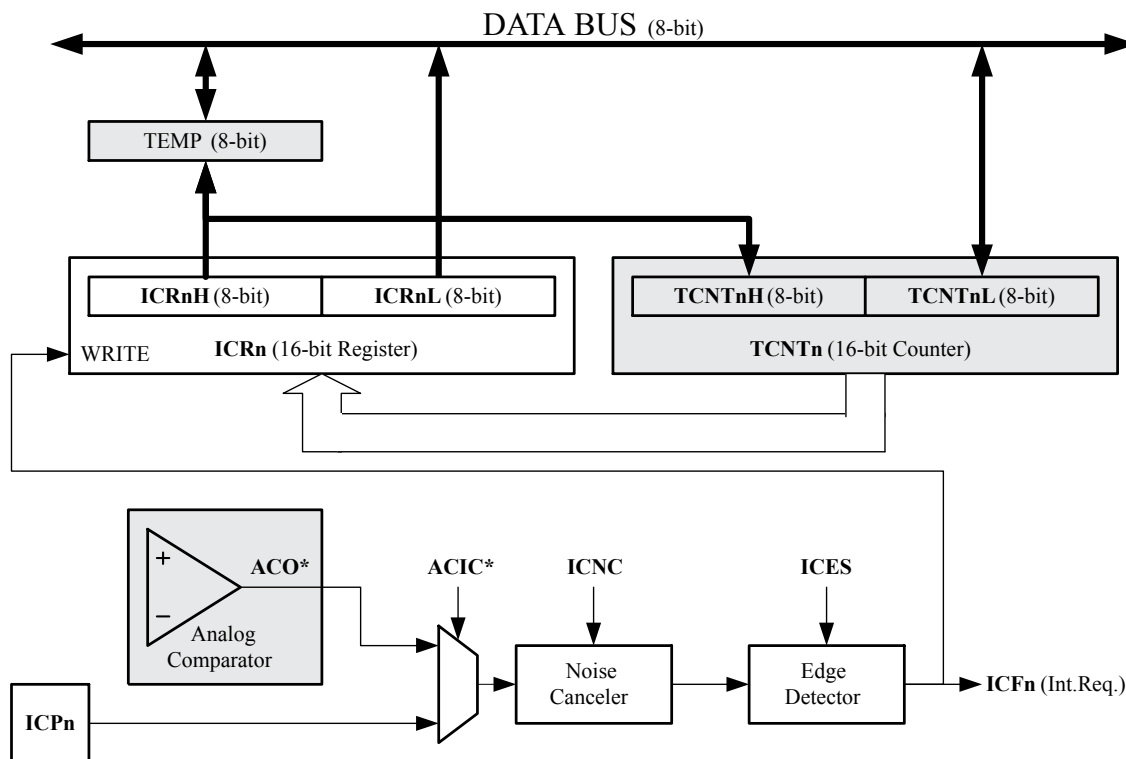 DATA BUS (8-bit)
TEMP (8-bit)
ICRnH (8-bit)
ICRnL (8-bit)
TCNTnH (8-bit)
TCNTnL (8-bit)
WRITE
ICRn (16-bit Register)
TCNTn (16-bit Counter)
+
−
ACO*
Analog
Comparator
ACIC*
ICNC
ICES
Noise
Canceler
Edge
Detector
ICFn (Int.Req.)
ICPn